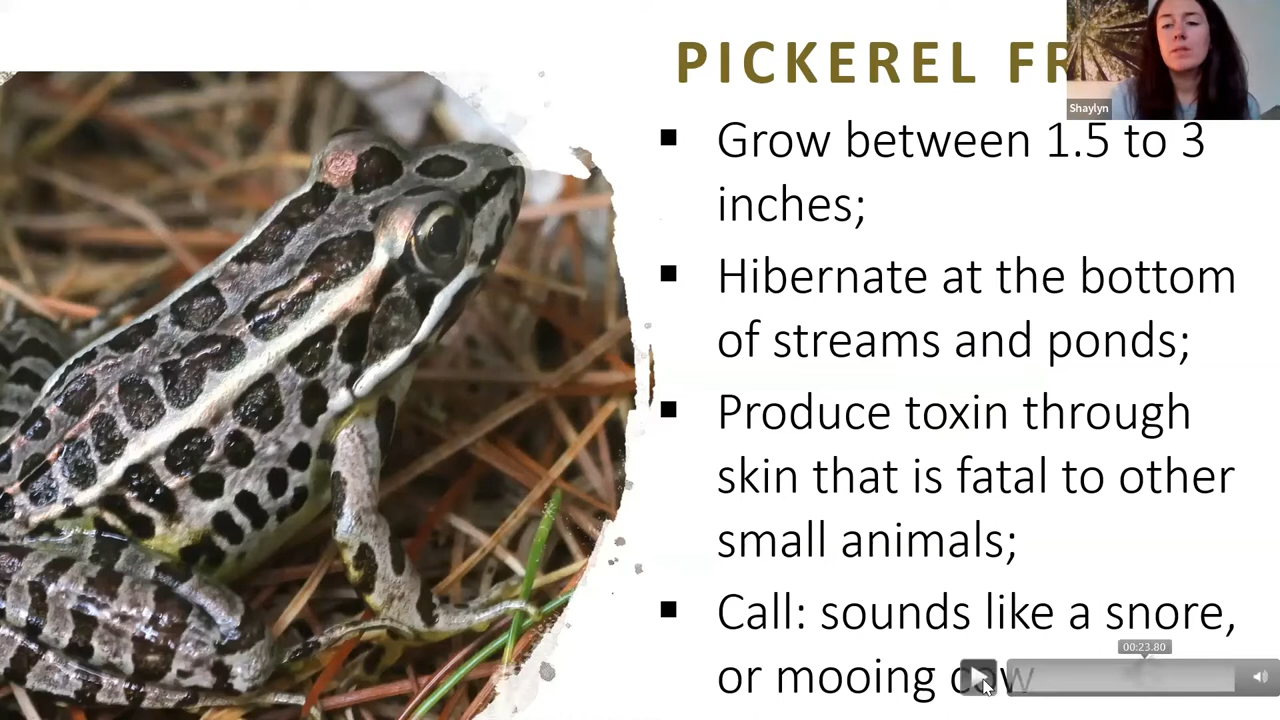 PICKEREL
Shaylyn
▪ Grow between 1.5 to 3
inches;
▪ Hibernate at the bottom
of streams and ponds;
▪ Produce toxin through
skin that is fatal to other
small animals;
▪ Call: sounds like a snore,
or mooing caw
00:23.80